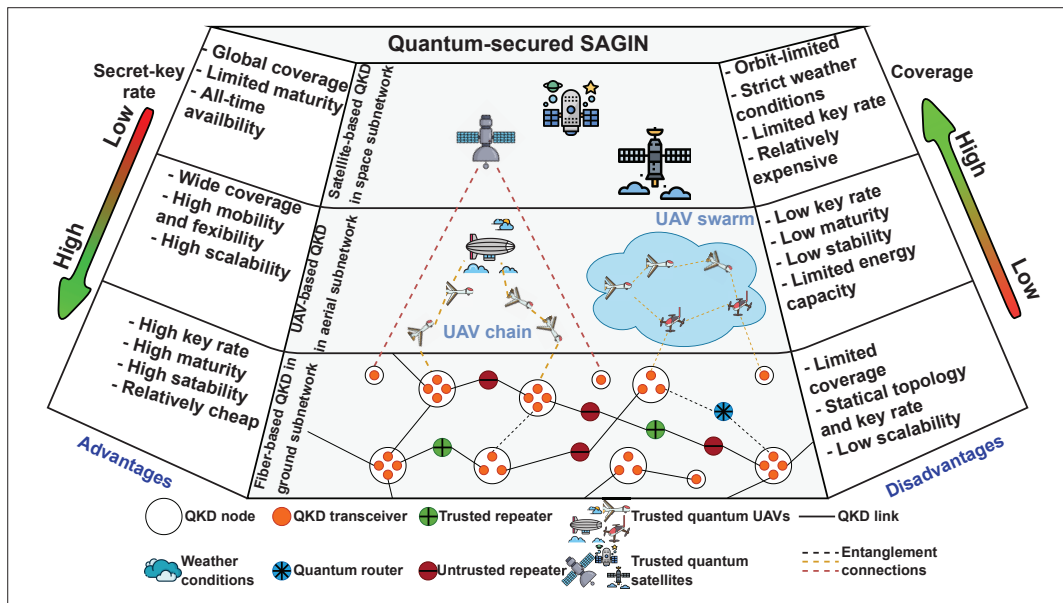 Quantum-secured SAGIN
Secret-key
rate
Low
High
- Global coverage
- Limited maturity
- All-time
availbility
- Wide coverage
- High mobility
and fexibility
- High scalability
- High key rate
- High maturity
- High satability
- Relatively cheap
Advantages
Satellite-based QKD
in space subnetwork
UAV-based QKD
in aerial subnetwork
Fiber-based QKD in
ground subnetwork
UAV swarm
UAV chain
- Orbit-limited
- Strict weather
conditions
- Limited key rate
- Relatively
expensive
- Low key rate
- Low maturity
- Low stability
- Limited energy
capacity
- Limited
coverage
- Statical topology
and key rate
- Low scalability
Disadvantages
Coverage
High
Low
QKD node
QKD transceiver
Trusted repeater
Trusted quantum UAVs
QKD link
Weather
conditions
Quantum router
Untrusted repeater
Trusted quantum
satellites
Entanglement
connections